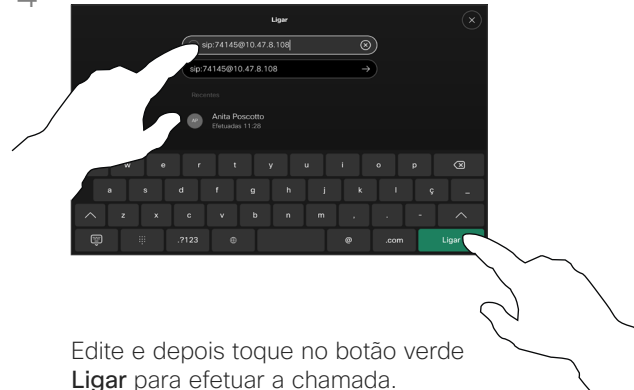 Ligar
sip:74145@10.47.8.108
sip:74145@10.47.8.108 →
Recentes
AP Anita Poscotto
Efetuadas 11:28
w e r t y u i o p
a s d f g h j k l ç _
z x c v b n m , . -
.?123 @ .com Ligar
Edite e depois toque no botão verde
Ligar para efetuar a chamada.